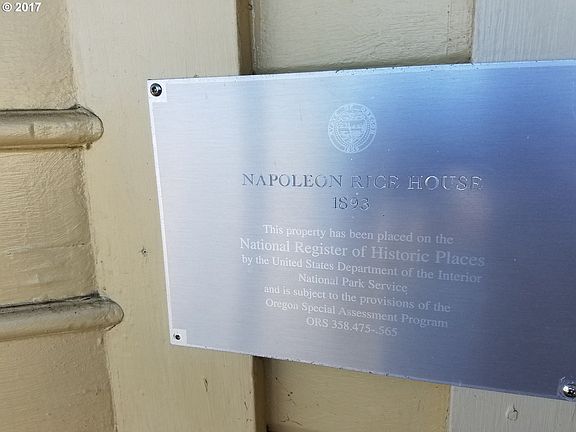 © 2017
NAPOLEON RICE HOUSE
1893
This property has been placed on the
National Register of Historic Places
by the United States Department of the Interior
National Park Service
and is subject to the provisions of the
Oregon Special Assessment Program
ORS 358.475-.565